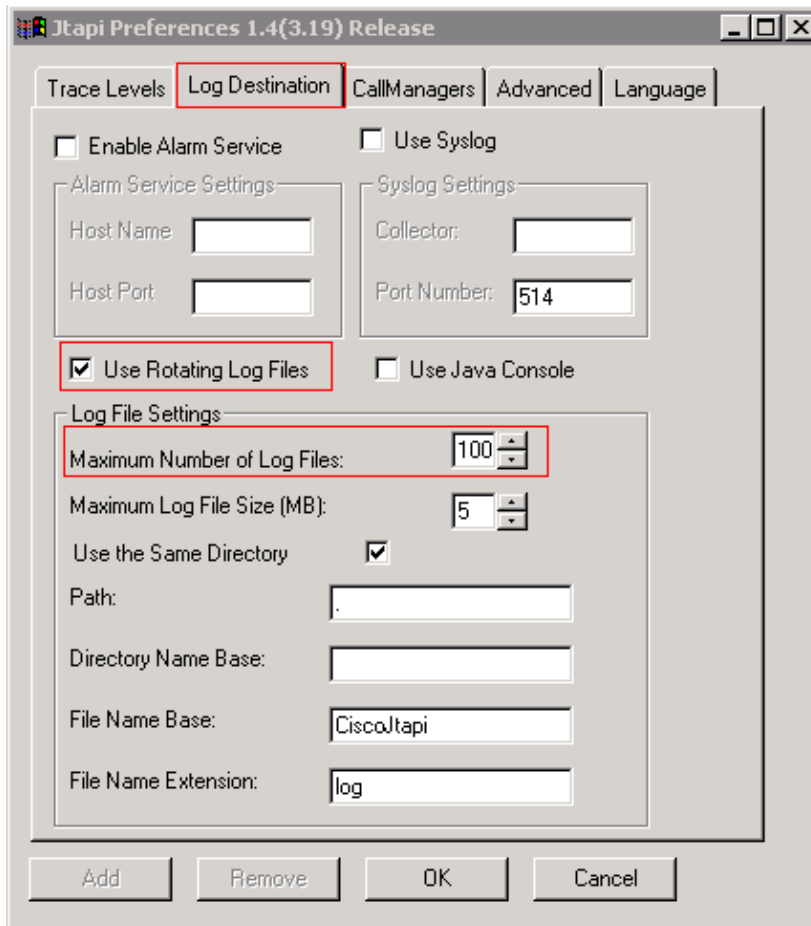 Jtapi Preferences 1.4(3.19) Release
Trace Levels Log Destination CallManagers Advanced Language
Enable Alarm Service Use Syslog
Alarm Service Settings Syslog Settings
Host Name Collector:
Host Port Port Number: 514
Use Rotating Log Files Use Java Console
Log File Settings
Maximum Number of Log Files: 100
Maximum Log File Size (MB): 5
Use the Same Directory
Path: .
Directory Name Base:
File Name Base: CiscoJtapi
File Name Extension: log
Add Remove OK Cancel